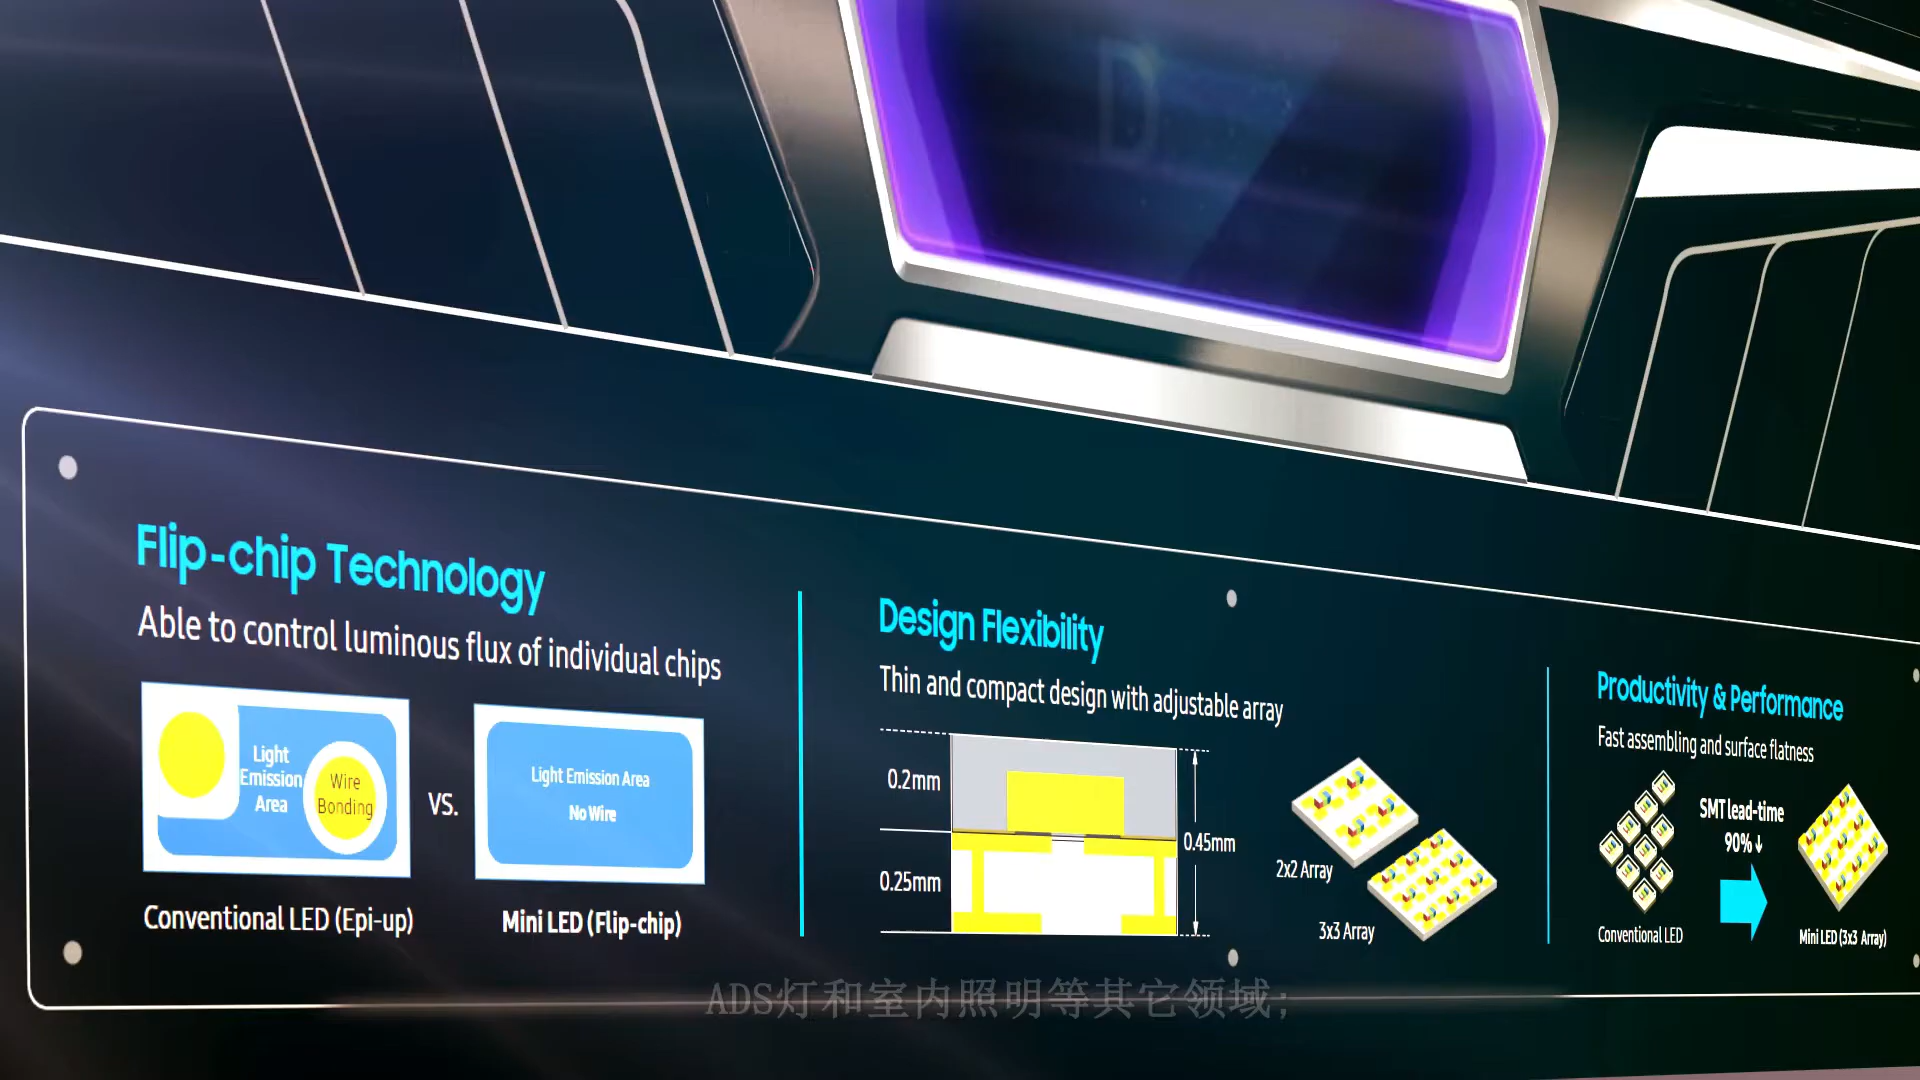 D
Flip-chip Technology
Able to control luminous flux of individual chips
Light
Emission
Area
Wire
Bonding
VS.
Light Emission Area
No Wire
Conventional LED (Epi-up)
Mini LED (Flip-chip)
Design Flexibility
Thin and compact design with adjustable array
0.2mm
0.25mm
0.45mm
2x2 Array
3x3 Array
Productivity & Performance
Fast assembling and surface flatness
SMT lead-time
90% ↓
Conventional LED
Mini LED (3x3 Array)
ADS灯和室内照明等其它领域;